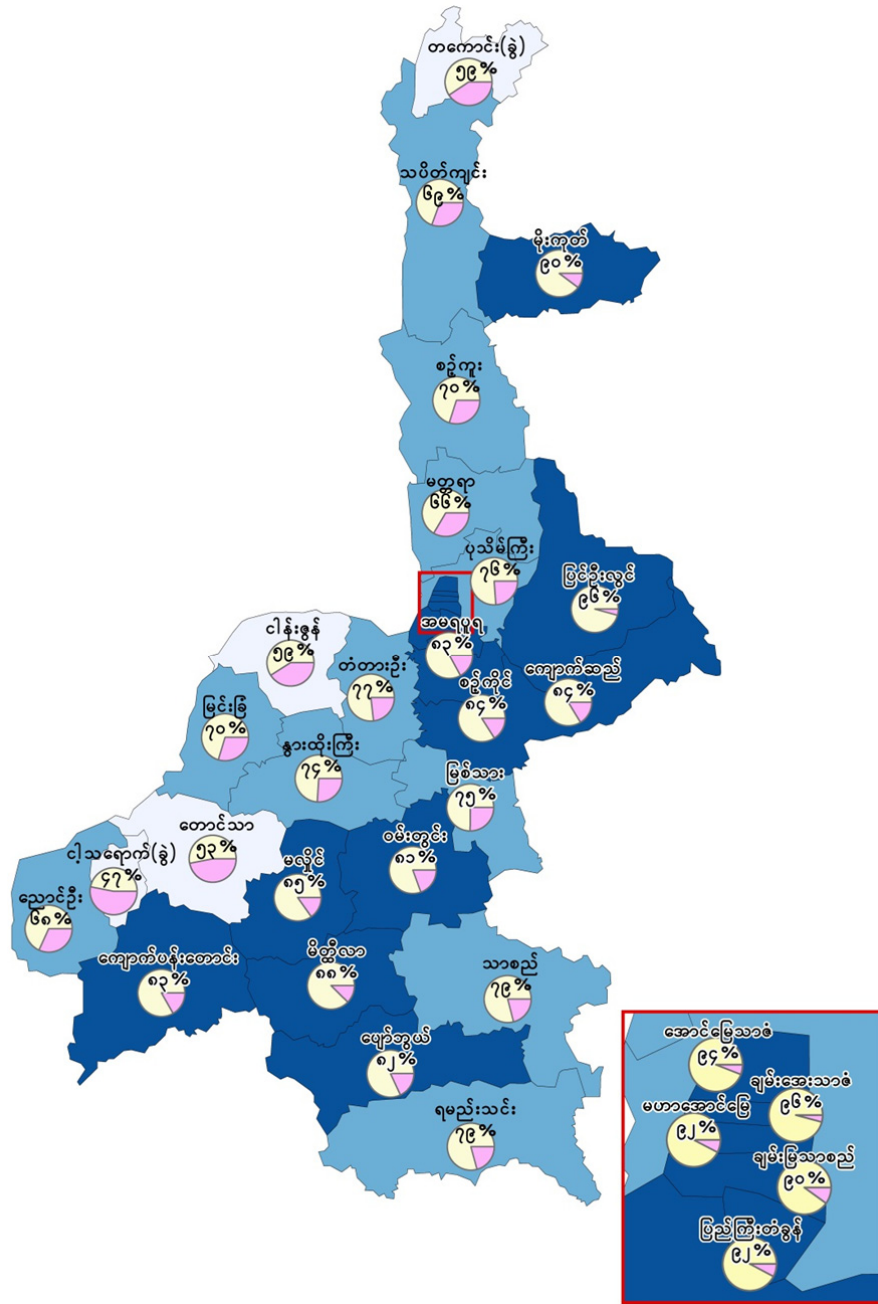 တကောင်း(ခွဲ)
၅၉%
သပိတ်ကျင်း
၆၉%
မိုးကုတ်
၉၀%
စဉ့်ကူး
၇၀%
မတ္တရာ
၆၆%
ပုသိမ်ကြီး
၇၆%
ပြင်ဦးလွင်
၉၆%
အမရပူရ
၈၃%
ငါန်းဇွန်
၅၉%
တံတားဦး
၇၇%
စဉ့်ကိုင်
၈၄%
ကျောက်ဆည်
၈၄%
မြင်းခြံ
၇၀%
နွားထိုးကြီး
၇၄%
မြစ်သား
၇၅%
တောင်သာ
၅၃%
ဝမ်းတွင်း
၈၁%
ငါ့သရောက်(ခွဲ)
၄၇%
မလှိုင်
၈၅%
ညောင်ဦး
၆၈%
ကျောက်ပန်းတောင်း
၈၃%
မိတ္ထီလာ
၈၈%
သာစည်
၇၉%
ပျော်ဘွယ်
၈၂%
ရမည်းသင်း
၇၉%
အောင်မြေသာဇံ
၉၄%
ချမ်းအေးသာဇံ
၉၆%
မဟာအောင်မြေ
၉၂%
ချမ်းမြသာစည်
၉၀%
ပြည်ကြီးတံခွန်
၉၂%